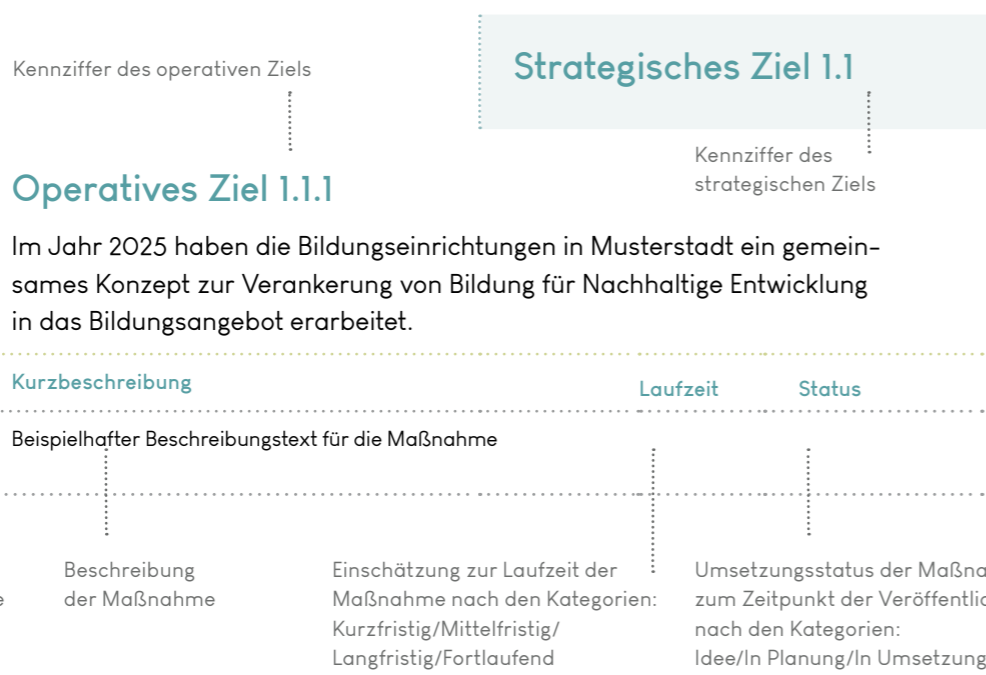 Kennziffer des operativen Ziels
Strategisches Ziel 1.1
Kennziffer des
strategischen Ziels
Operatives Ziel 1.1.1
Im Jahr 2025 haben die Bildungseinrichtungen in Musterstadt ein gemein-
sames Konzept zur Verankerung von Bildung für Nachhaltige Entwicklung
in das Bildungsangebot erarbeitet.
Kurzbeschreibung
Laufzeit
Status
Beispielhafter Beschreibungstext für die Maßnahme
Beschreibung
der Maßnahme
Einschätzung zur Laufzeit der
Maßnahme nach den Kategorien:
Kurzfristig/Mittelfristig/
Langfristig/Fortlaufend
Umsetzungsstatus der
zum Zeitpunkt der
nach den Kategorien:
Idee/In Planung/In Umsetzung